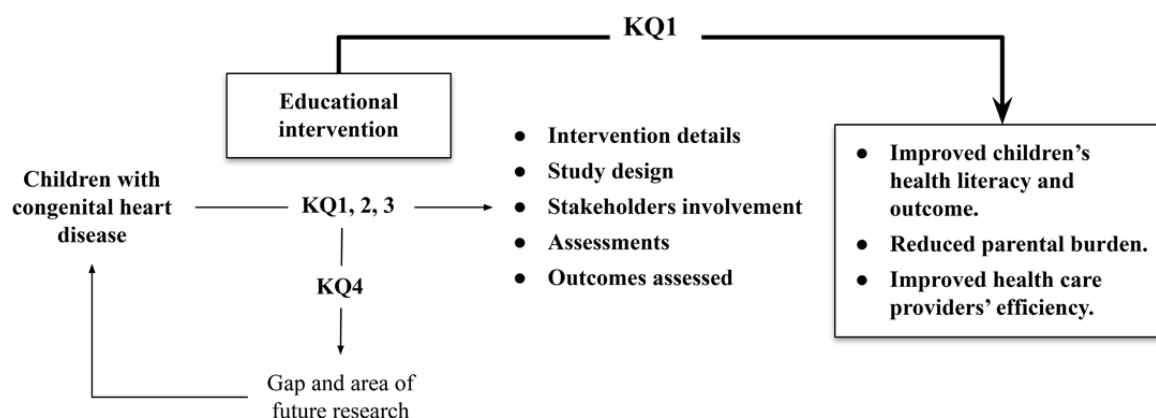 KQ1
Educational
intervention
● Intervention details
● Study design
● Stakeholders involvement
● Assessments
● Outcomes assessed
● Improved children’s
health literacy and
outcome.
● Reduced parental burden.
● Improved health care
providers’ efficiency.
Children with
congenital heart
disease
KQ1, 2, 3
KQ4
Gap and area of
future research